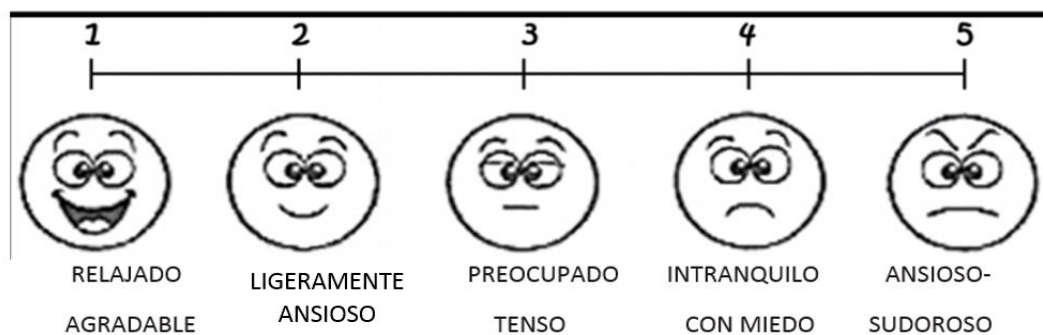 1 2 3 4 5
RELAJADO LIGERAMENTE PREOCUPADO INTRANQUILO ANSIOSO-
AGRADABLE ANSIOSO TENSO CON MIEDO SUDOROSO